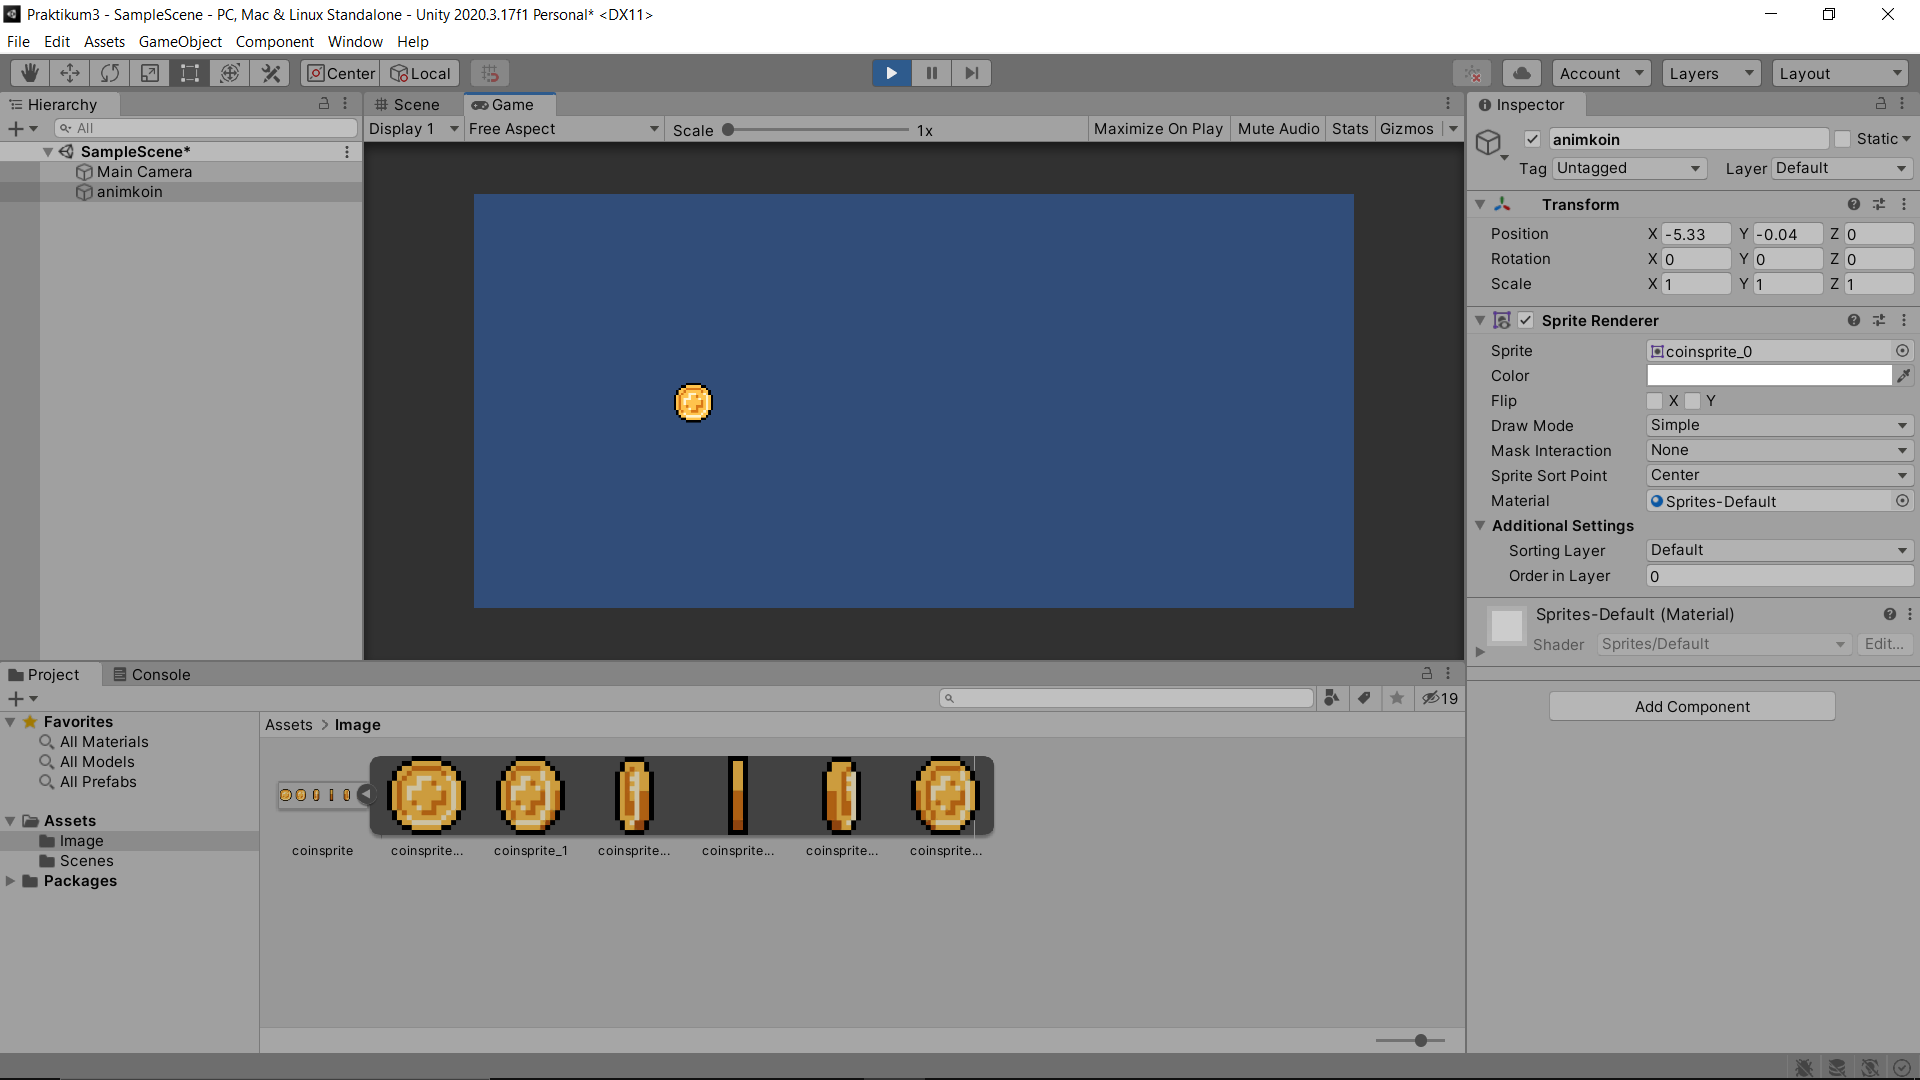 Praktikum3 - SampleScene - PC, Mac & Linux Standalone - Unity 2020.3.17f1 Personal* <DX11>
File Edit Assets GameObject Component Window Help
Center Local Account Layers Layout
Hierarchy
All
SampleScene*
Main Camera
animkoin
Scene Game
Display 1 Free Aspect Scale 1x Maximize On Play Mute Audio Stats Gizmos
Inspector
animkoin Static
Tag Untagged Layer Default
Transform
Position X -5.33 Y -0.04 Z 0
Rotation X 0 Y 0 Z 0
Scale X 1 Y 1 Z 1
Sprite Renderer
Sprite coinsprite_0
Color
Flip X Y
Draw Mode Simple
Mask Interaction None
Sprite Sort Point Center
Material Sprites-Default
Additional Settings
Sorting Layer Default
Order in Layer 0
Sprites-Default (Material)
Shader Sprites/Default Edit...
Add Component
Project Console
19
Favorites
All Materials
All Models
All Prefabs
Assets
Image
Scenes
Packages
Assets > Image
coinsprite coinsprite... coinsprite_1 coinsprite... coinsprite... coinsprite... coinsprite...